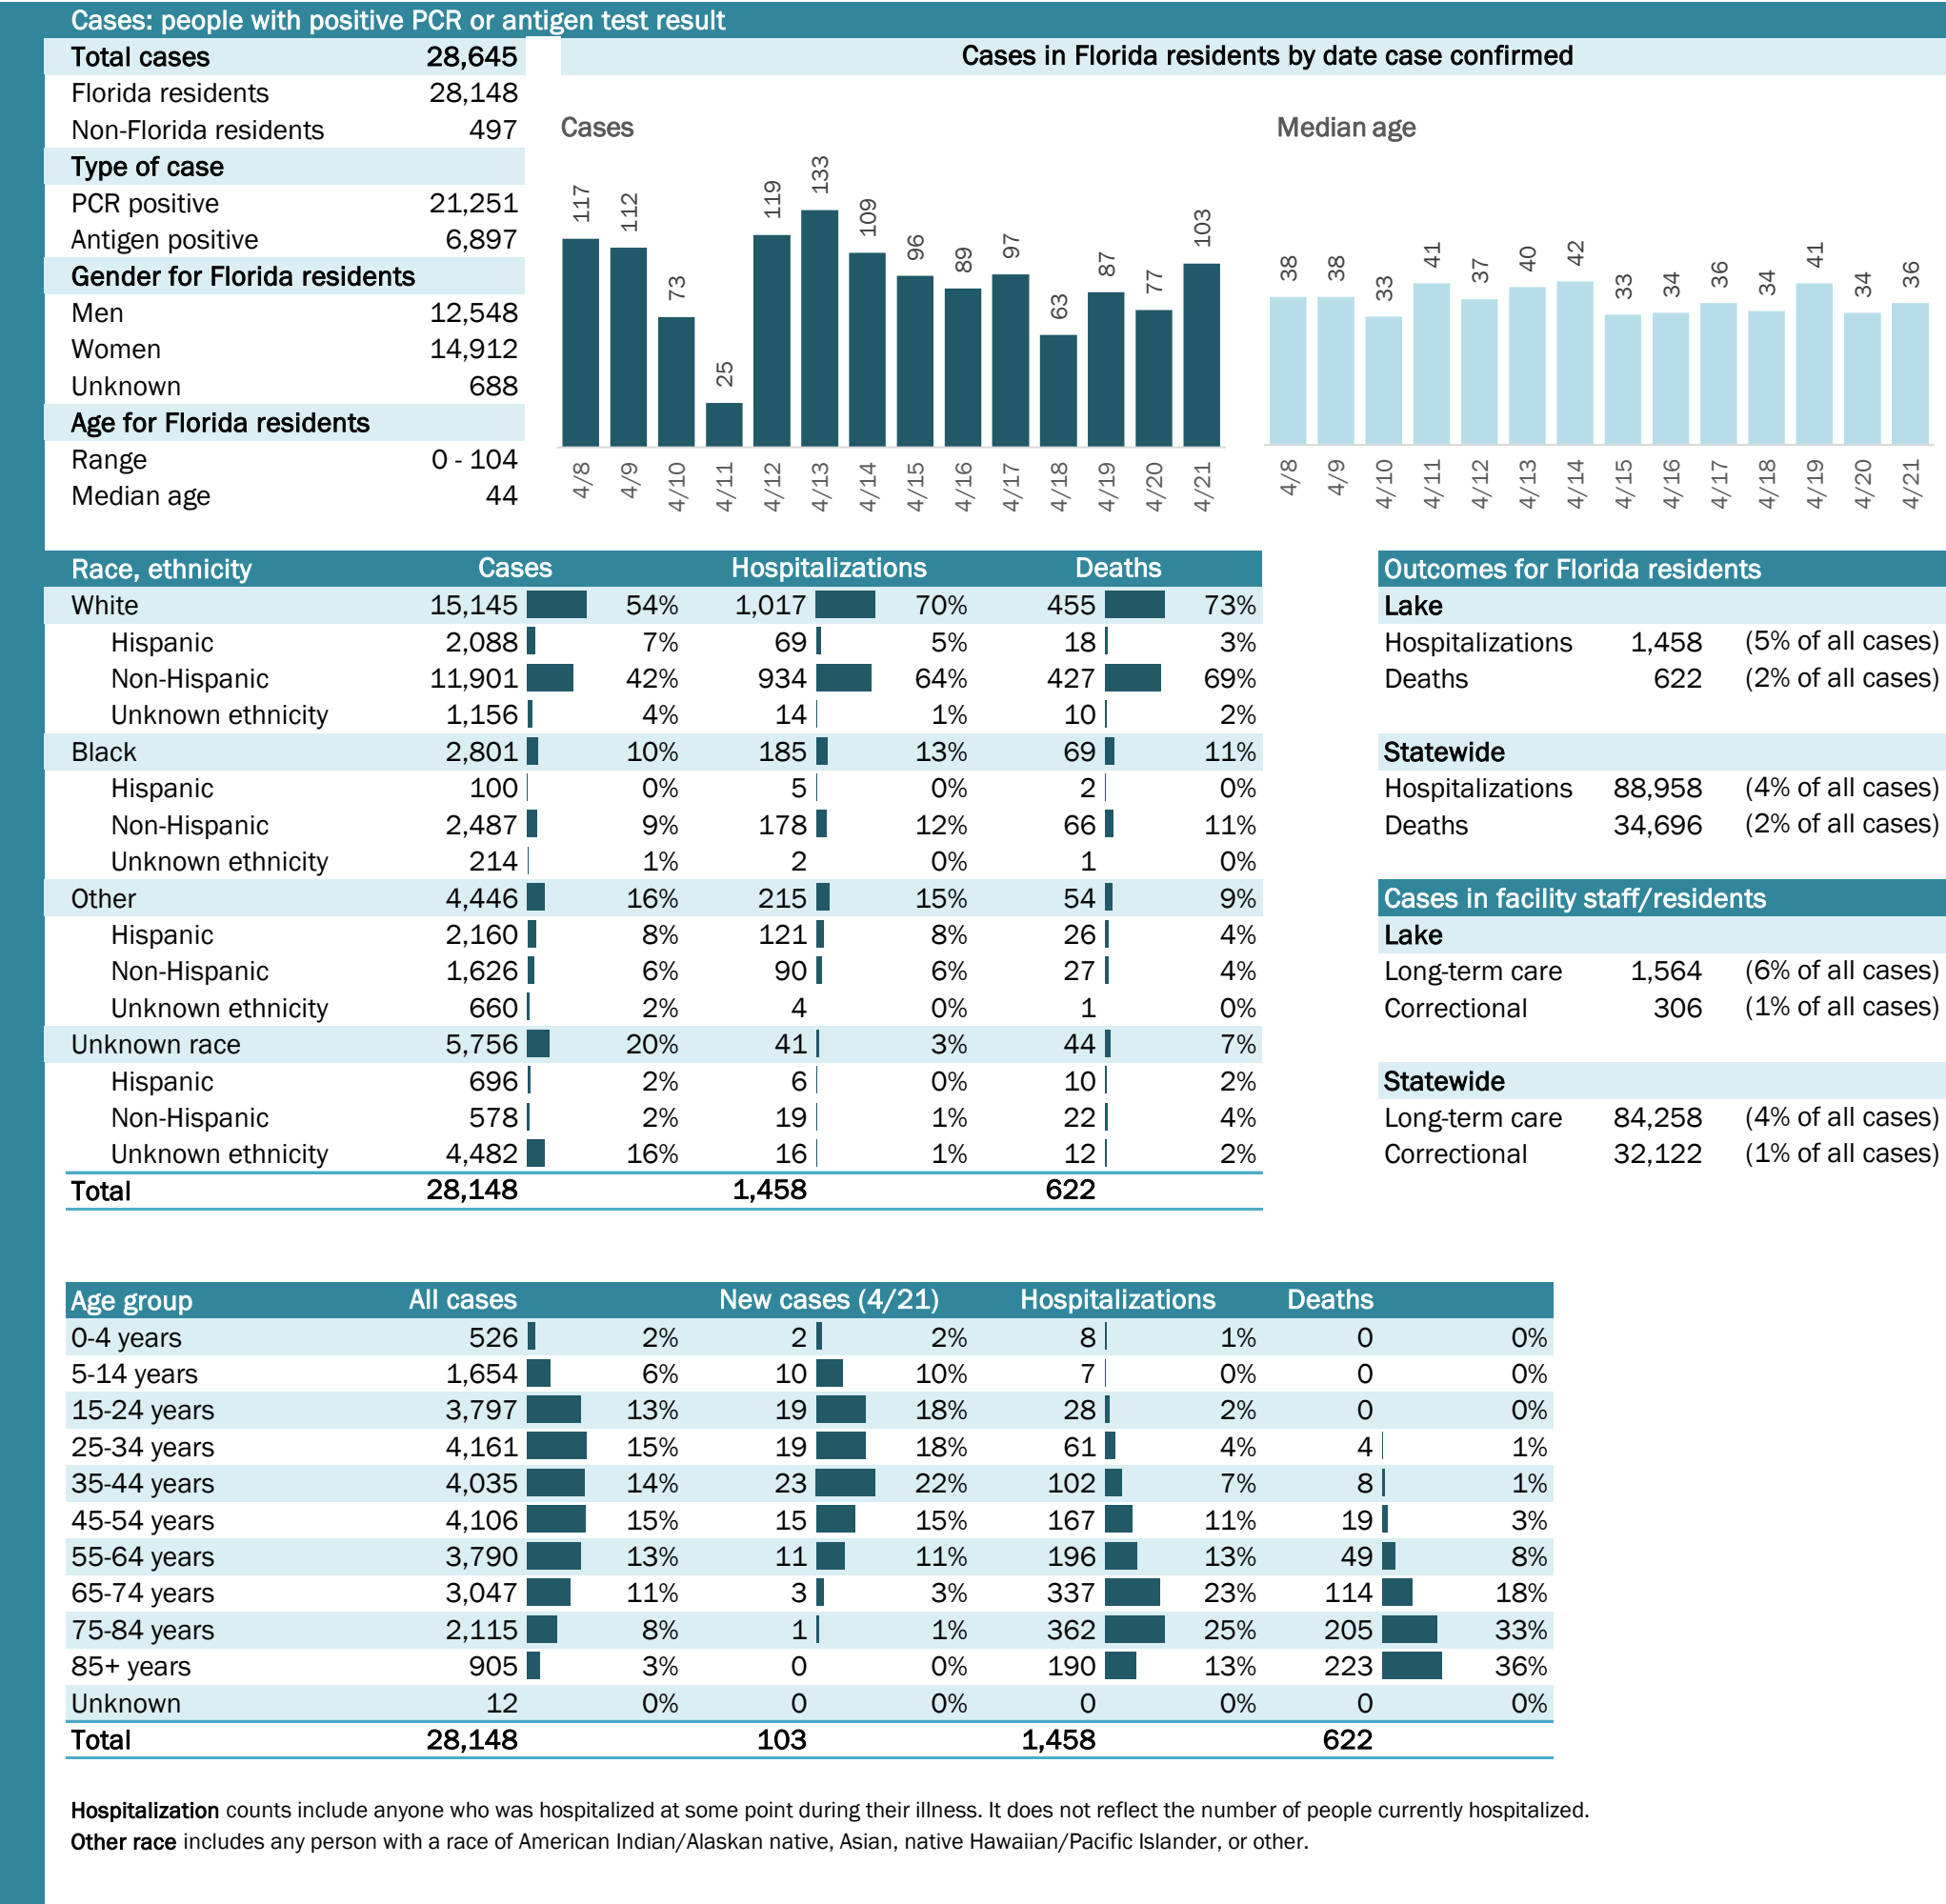 Cases: people with positive PCR or antigen test result
Total cases 28,645
Florida residents 28,148
Non-Florida residents 497
Type of case
PCR positive 21,251
Antigen positive 6,897
Gender for Florida residents
Men 12,548
Women 14,912
Unknown 688
Age for Florida residents
Range 0 - 104
Median age 44
Cases in Florida residents by date case confirmed
Cases
117 112 73 25 119 133 109 96 89 97 63 87 77 103
4/8 4/9 4/10 4/11 4/12 4/13 4/14 4/15 4/16 4/17 4/18 4/19 4/20 4/21
Median age
38 38 33 41 37 40 42 33 34 36 34 41 34 36
4/8 4/9 4/10 4/11 4/12 4/13 4/14 4/15 4/16 4/17 4/18 4/19 4/20 4/21
Race, ethnicity Cases Hospitalizations Deaths
White 15,145 54% 1,017 70% 455 73%
Hispanic 2,088 7% 69 5% 18 3%
Non-Hispanic 11,901 42% 934 64% 427 69%
Unknown ethnicity 1,156 4% 14 1% 10 2%
Black 2,801 10% 185 13% 69 11%
Hispanic 100 0% 5 0% 2 0%
Non-Hispanic 2,487 9% 178 12% 66 11%
Unknown ethnicity 214 1% 2 0% 1 0%
Other 4,446 16% 215 15% 54 9%
Hispanic 2,160 8% 121 8% 26 4%
Non-Hispanic 1,626 6% 90 6% 27 4%
Unknown ethnicity 660 2% 4 0% 1 0%
Unknown race 5,756 20% 41 3% 44 7%
Hispanic 696 2% 6 0% 10 2%
Non-Hispanic 578 2% 19 1% 22 4%
Unknown ethnicity 4,482 16% 16 1% 12 2%
Total 28,148 1,458 622
Outcomes for Florida residents
Lake
Hospitalizations 1,458 (5% of all cases)
Deaths 622 (2% of all cases)
Statewide
Hospitalizations 88,958 (4% of all cases)
Deaths 34,696 (2% of all cases)
Cases in facility staff/residents
Lake
Long-term care 1,564 (6% of all cases)
Correctional 306 (1% of all cases)
Statewide
Long-term care 84,258 (4% of all cases)
Correctional 32,122 (1% of all cases)
Age group All cases New cases (4/21) Hospitalizations Deaths
0-4 years 526 2% 2 2% 8 1% 0 0%
5-14 years 1,654 6% 10 10% 7 0% 0 0%
15-24 years 3,797 13% 19 18% 28 2% 0 0%
25-34 years 4,161 15% 19 18% 61 4% 4 1%
35-44 years 4,035 14% 23 22% 102 7% 8 1%
45-54 years 4,106 15% 15 15% 167 11% 19 3%
55-64 years 3,790 13% 11 11% 196 13% 49 8%
65-74 years 3,047 11% 3 3% 337 23% 114 18%
75-84 years 2,115 8% 1 1% 362 25% 205 33%
85+ years 905 3% 0 0% 190 13% 223 36%
Unknown 12 0% 0 0% 0 0% 0 0%
Total 28,148 103 1,458 622
Hospitalization counts include anyone who was hospitalized at some point during their illness. It does not reflect the number of people currently hospitalized.
Other race includes any person with a race of American Indian/Alaskan native, Asian, native Hawaiian/Pacific Islander, or other.